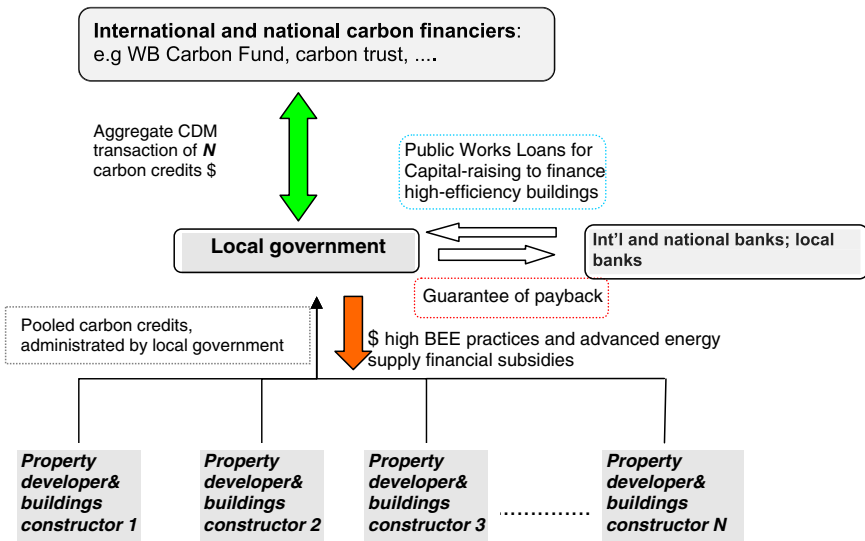 International and national carbon financiers:
e.g WB Carbon Fund, carbon trust, ....
Aggregate CDM
transaction of N
carbon credits $
Public Works Loans for
Capital-raising to finance
high-efficiency buildings
Local government
Int'l and national banks; local
banks
Guarantee of payback
Pooled carbon credits,
administrated by local government
$ high BEE practices and advanced energy
supply financial subsidies
Property
developer&
buildings
constructor 1
Property
developer&
buildings
constructor 2
Property
developer&
buildings
constructor 3
..............
Property
developer&
buildings
constructor N